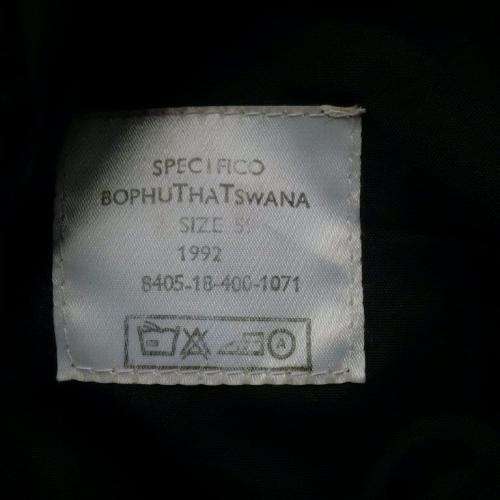 SPECIFICO
BOPHUTHATSWANA
SIZE
1992
8405-18-400-1071
A